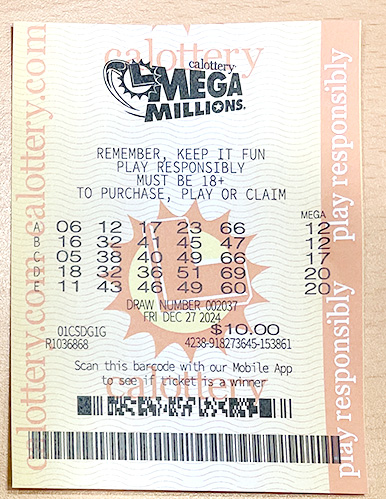 calottery
calottery
MEGA
MILLIONS
REMEMBER, KEEP IT FUN
PLAY RESPONSIBLY
MUST BE 18+
TO PURCHASE, PLAY OR CLAIM
MEGA
A 06 12 17 23 66 12
B 16 32 41 45 47 12
C 05 38 40 49 66 17
D 18 32 36 51 69 20
E 11 43 46 49 60 20
DRAW NUMBER 002037
FRI DEC 27 2024
01CSDG1G $10.00
R1036868 4238-918273645-153861
Scan this barcode with our Mobile App
to see if ticket is a winner
calottery
calottery.com calottery.com
play responsibly play responsibly